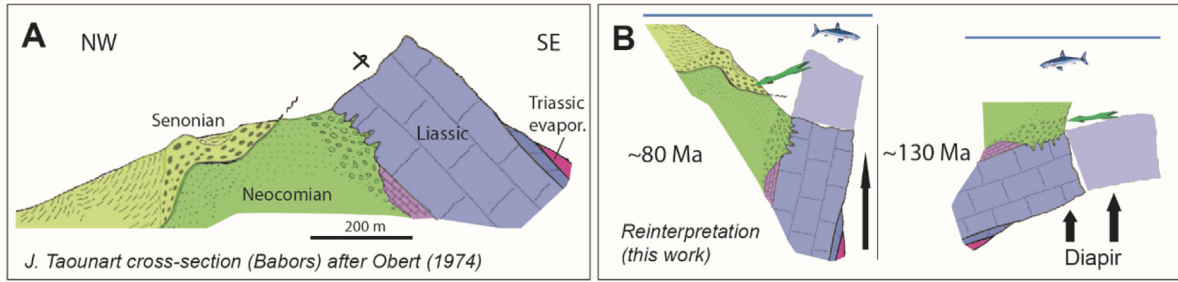 A
NW
SE
Senonian
Neocomian
Liassic
Triassic
evapor.
200 m
J. Taounart cross-section (Babors) after Obert (1974)
B
~80 Ma
~130 Ma
Reinterpretation
(this work)
Diapir